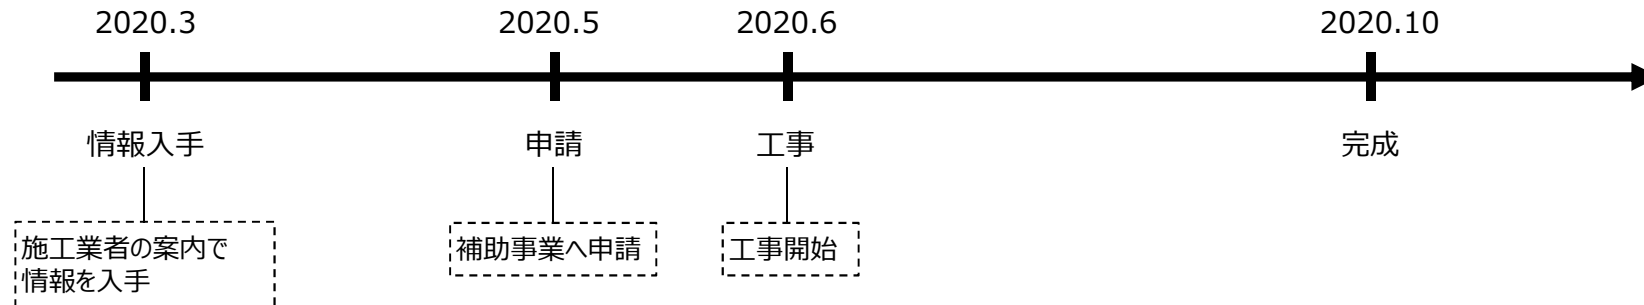 2020.3
2020.5
2020.6
2020.10
情報入手
申請
工事
完成
施工業者の案内で
情報を入手
補助事業へ申請
工事開始